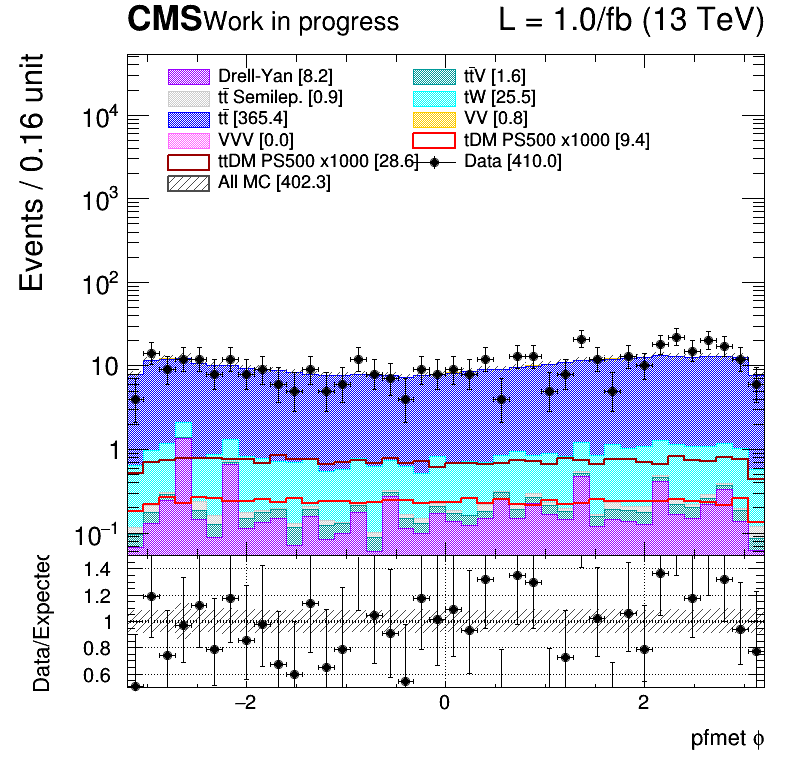 CMS Work in progress L = 1.0/fb (13 TeV)
Events / 0.16 unit
Drell-Yan [8.2] tt̄V [1.6]
tt̄ Semilep. [0.9] tW [25.5]
tt̄ [365.4] VV [0.8]
VVV [0.0] tDM PS500 x1000 [9.4]
ttDM PS500 x1000 [28.6] Data [410.0]
All MC [402.3]
10⁴
10³
10²
10
1
10⁻¹
Data/Expected
1.4
1.2
1
0.8
0.6
−2 0 2
pfmet ϕ